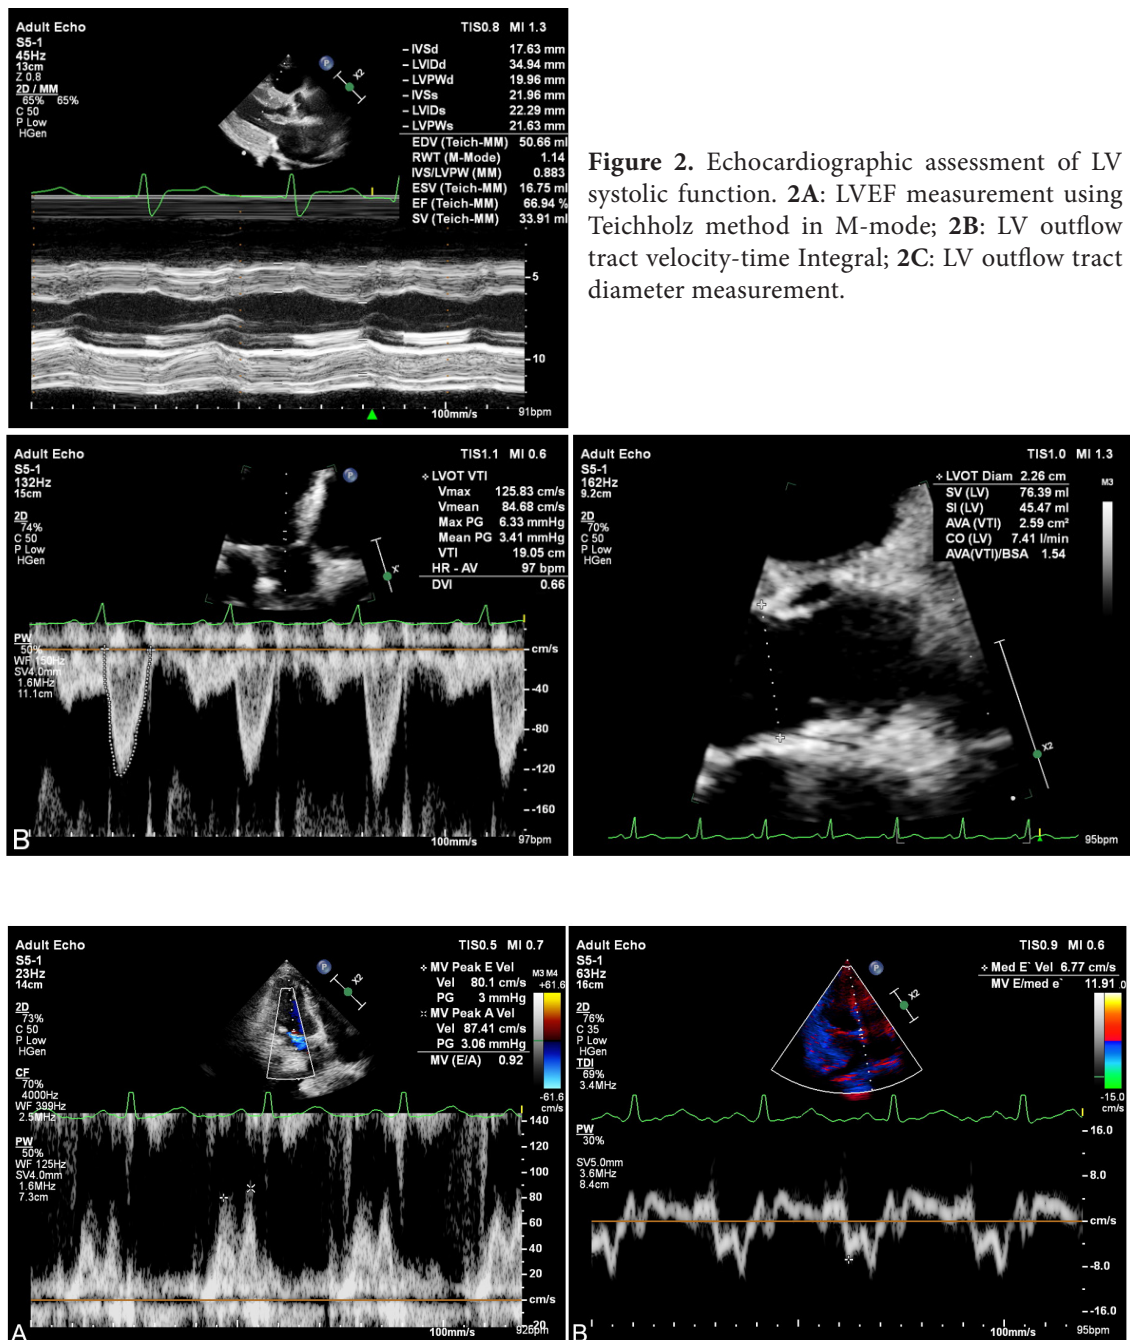 Adult Echo
TIS0.8 MI 1.3
S5-1
45Hz
13cm
Z 0.8
2D / MM
65% 65%
C 50
P Low
HGen
P
X2
IVSd 17.63 mm
LVIDd 34.94 mm
LVPWd 19.96 mm
IVSs 21.96 mm
LVIDs 22.29 mm
LVPWs 21.63 mm
EDV (Teich-MM) 50.66 ml
RWT (M-Mode) 1.14
IVS/LVPW (MM) 0.883
ESV (Teich-MM) 16.75 ml
EF (Teich-MM) 66.94 %
SV (Teich-MM) 33.91 ml
5
10
100mm/s
91bpm
Figure 2. Echocardiographic assessment of LV
systolic function. 2A: LVEF measurement using
Teichholz method in M-mode; 2B: LV outflow
tract velocity-time Integral; 2C: LV outflow tract
diameter measurement.
Adult Echo
TIS1.1 MI 0.6
S5-1
132Hz
15cm
2D
74%
C 50
P Low
HGen
P
LVOT VTI
Vmax 125.83 cm/s
Vmean 84.68 cm/s
Max PG 6.33 mmHg
Mean PG 3.41 mmHg
VTI 19.05 cm
HR - AV 97 bpm
DVI 0.66
PW
50%
WF 150Hz
SV4.0mm
1.6MHz
11.1cm
cm/s
-40
-80
-120
-160
B
100mm/s
97bpm
Adult Echo
TIS1.0 MI 1.3
S5-1
162Hz
9.2cm
2D
70%
C 50
P Low
HGen
LVOT Diam 2.26 cm
SV (LV) 76.39 ml
SI (LV) 45.47 ml
AVA (VTI) 2.59 cm²
CO (LV) 7.41 l/min
AVA(VTI)/BSA 1.54
M3
X2
95bpm
Adult Echo
TIS0.5 MI 0.7
S5-1
23Hz
14cm
2D
73%
C 50
P Low
HGen
CF
70%
4000Hz
WF 399Hz
2.5MHz
PW
50%
WF 125Hz
SV4.0mm
1.6MHz
7.3cm
P
X2
MV Peak E Vel
Vel 80.1 cm/s
PG 3 mmHg
MV Peak A Vel
Vel 87.41 cm/s
PG 3.06 mmHg
MV (E/A) 0.92
M3 M4
+61.6
-61.6
cm/s
140
120
100
80
60
40
20
cm/s
-20
A
100mm/s
92bpm
Adult Echo
TIS0.9 MI 0.6
S5-1
63Hz
16cm
2D
76%
C 35
P Low
HGen
TDI
69%
3.4MHz
PW
30%
SV5.0mm
3.6MHz
8.4cm
P
X2
Med E` Vel 6.77 cm/s
MV E/med e` 11.91
-15.0
cm/s
16.0
8.0
cm/s
-8.0
-16.0
B
100mm/s
95bpm